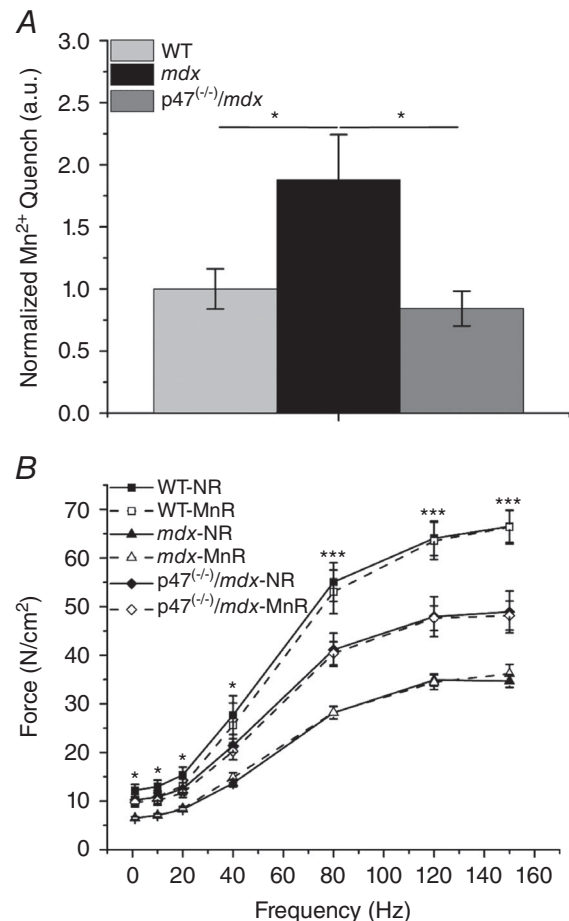 A
3.0
2.5
2.0
1.5
1.0
0.5
0.0
Normalized Mn²⁺ Quench (a.u.)
WT
mdx
p47⁽⁻/⁻⁾/mdx
*
*
B
70
60
50
40
30
20
10
0
Force (N/cm²)
WT-NR
WT-MnR
mdx-NR
mdx-MnR
p47⁽⁻/⁻⁾/mdx-NR
p47⁽⁻/⁻⁾/mdx-MnR
* * * * *** *** ***
0 20 40 60 80 100 120 140 160
Frequency (Hz)